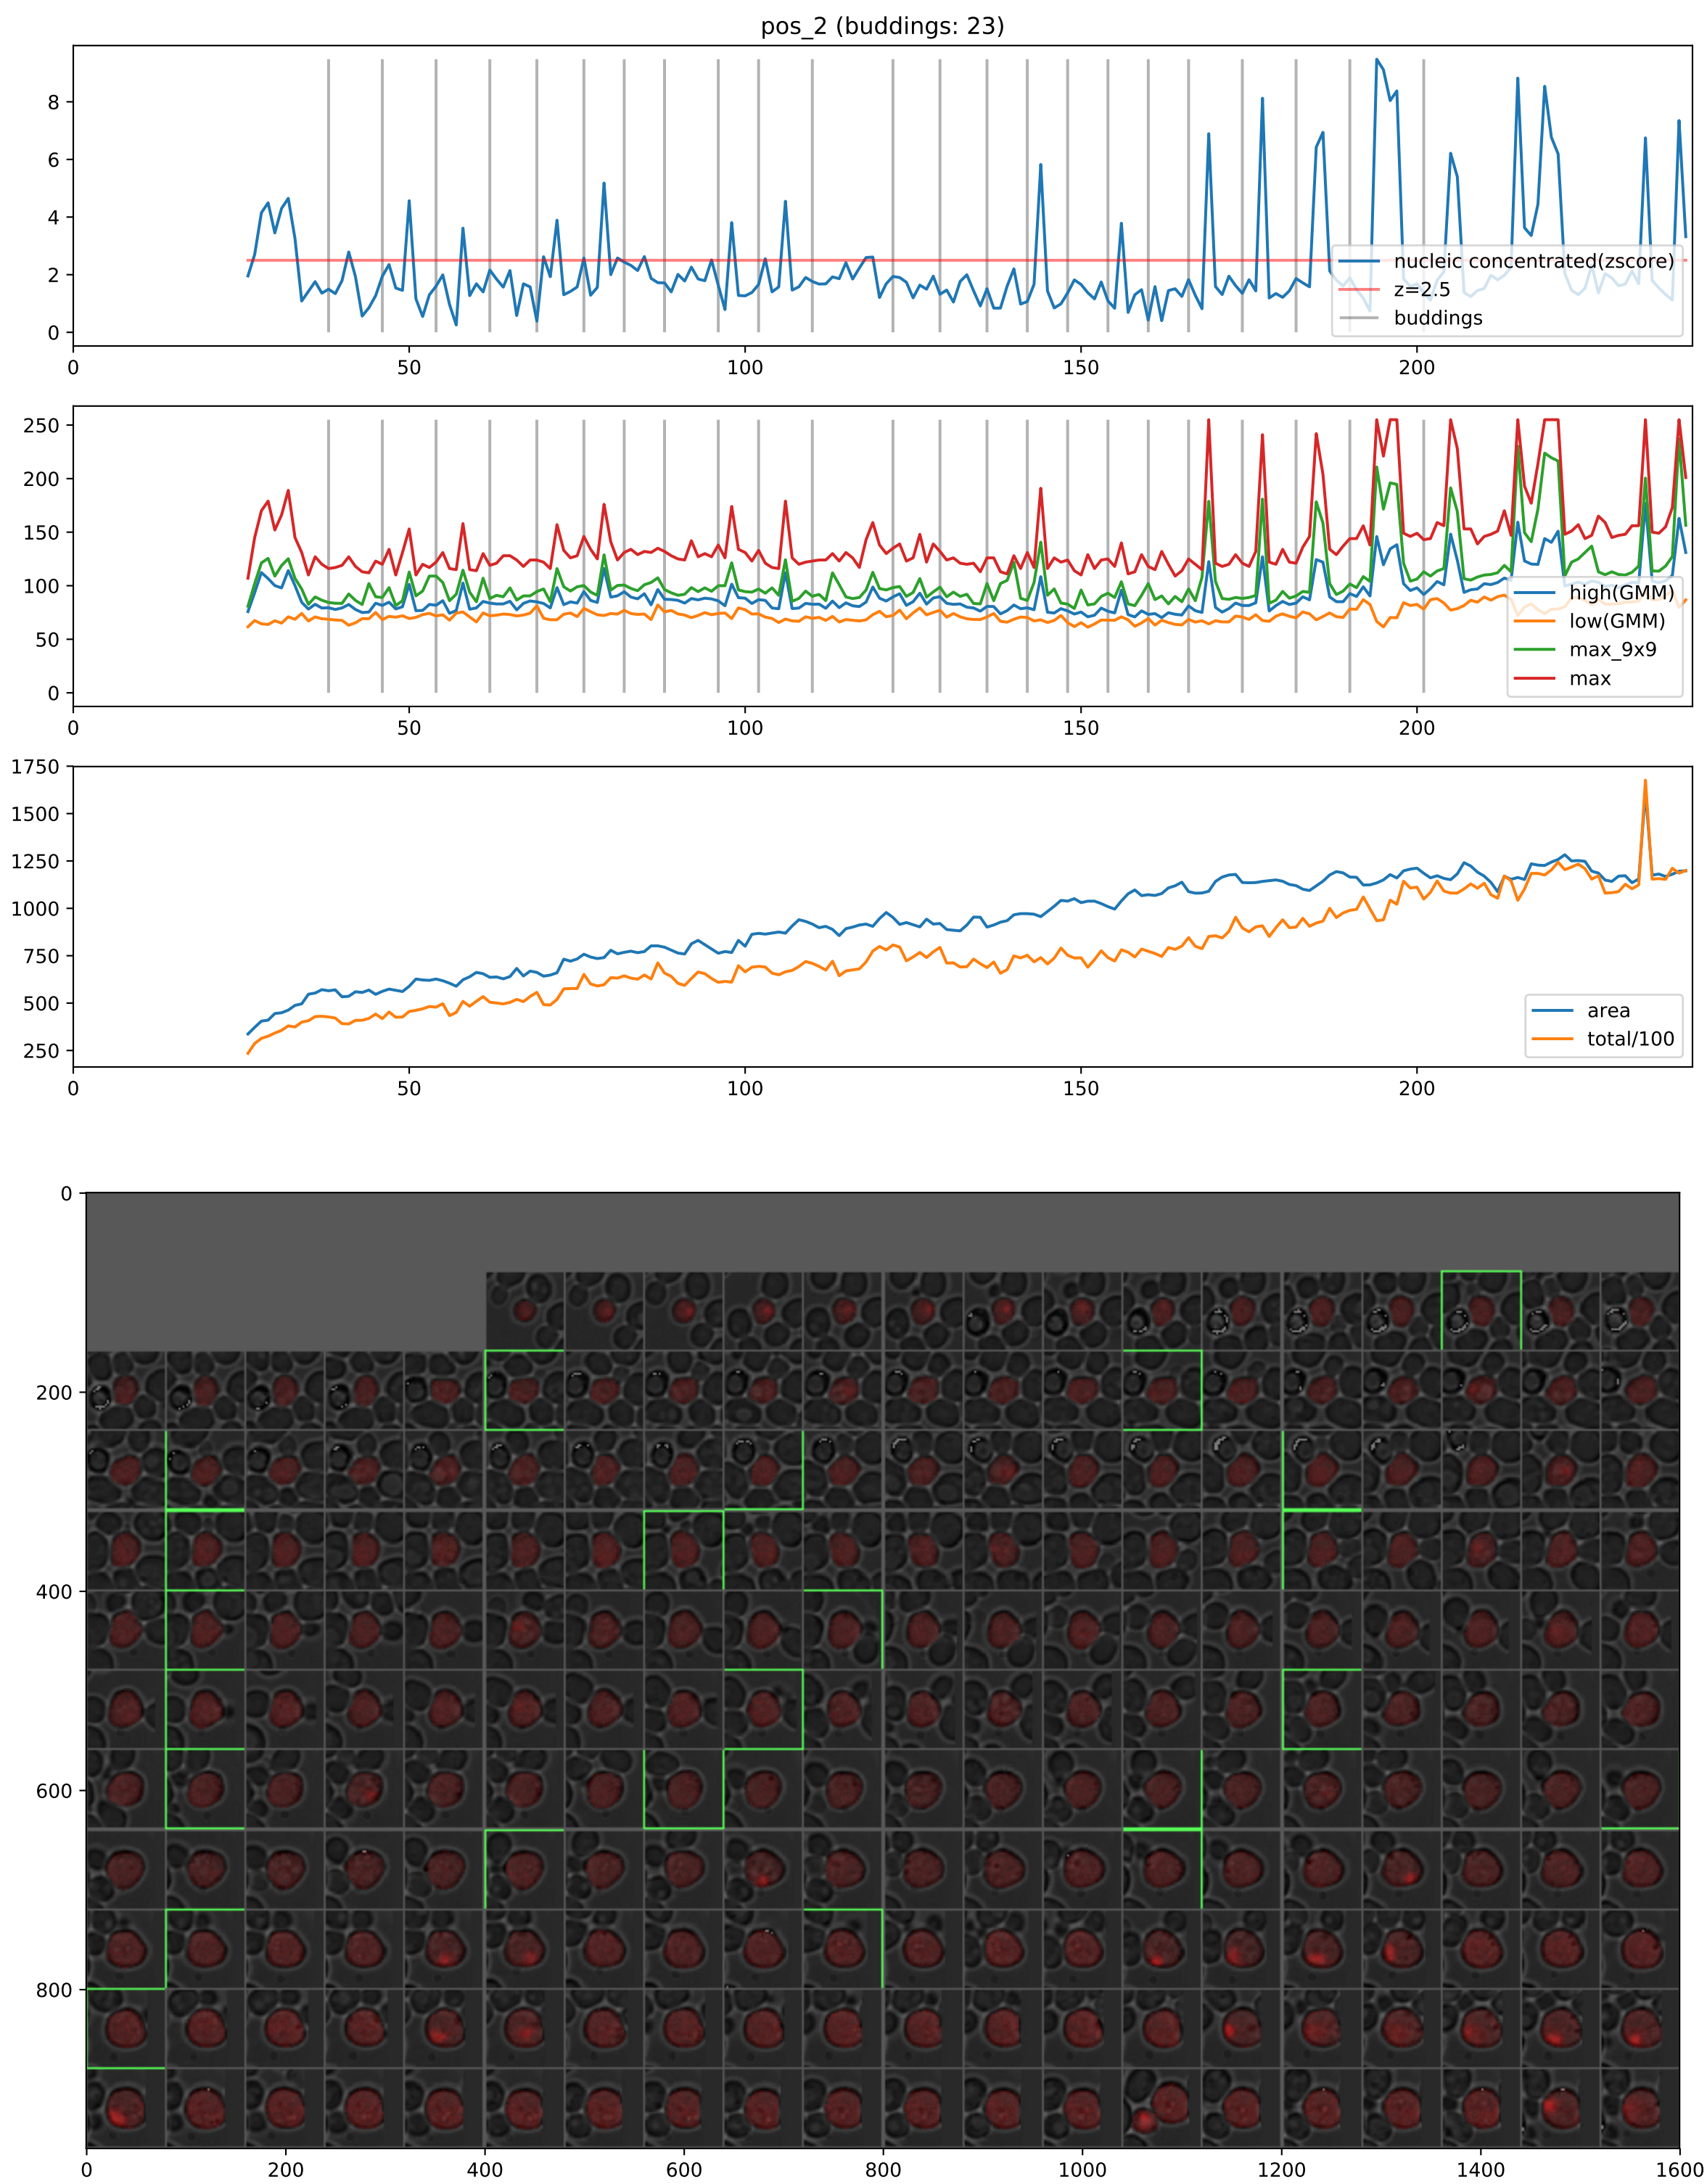 pos_2 (buddings: 23)
8
6
4
2
0
nucleic concentrated(zscore)
z=2.5
buddings
0 50 100 150 200
250
200
150
100
50
0
high(GMM)
low(GMM)
max_9x9
max
0 50 100 150 200
1750
1500
1250
1000
750
500
250
area
total/100
0 50 100 150 200
0
200
400
600
800
0 200 400 600 800 1000 1200 1400 1600